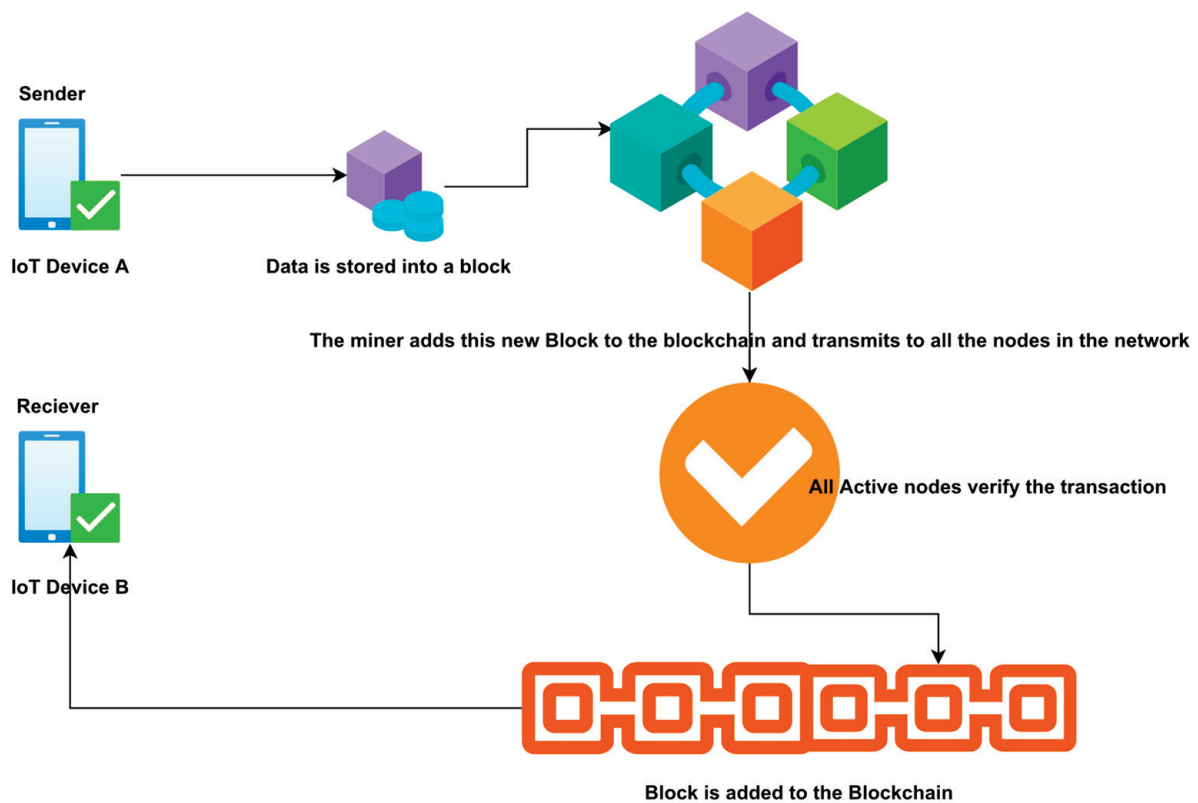 Sender
IoT Device A
Data is stored into a block
The miner adds this new Block to the blockchain and transmits to all the nodes in the network
All Active nodes verify the transaction
Block is added to the Blockchain
Reciever
IoT Device B